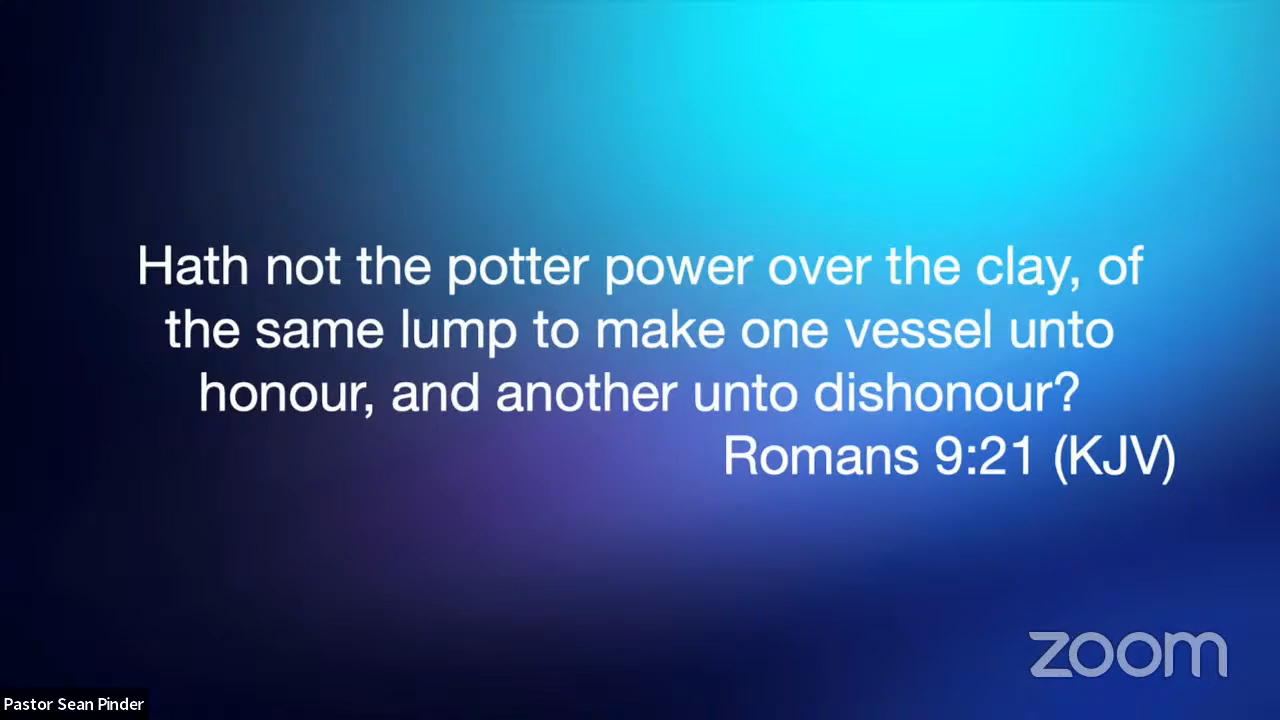 Hath not the potter power over the clay, of
the same lump to make one vessel unto
honour, and another unto dishonour?
Romans 9:21 (KJV)
zoom
Pastor Sean Pinder